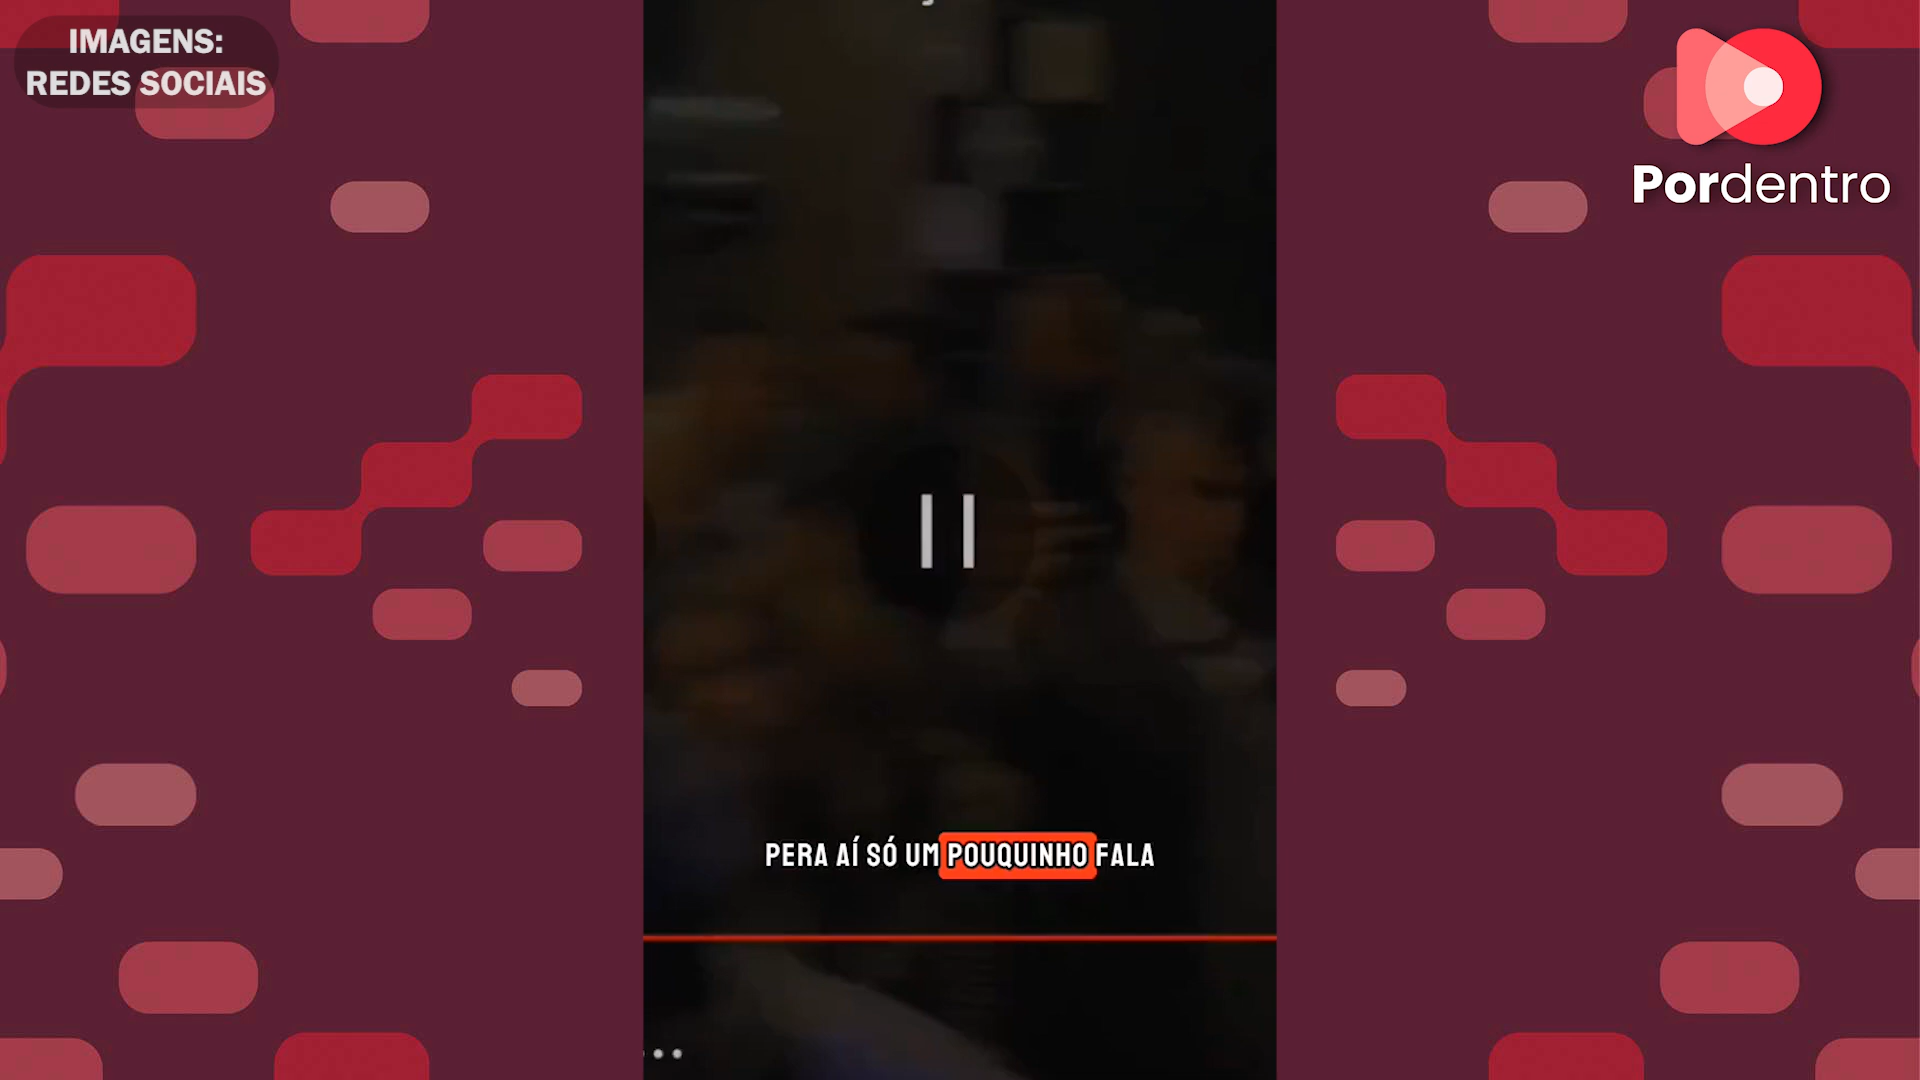 IMAGENS:
REDES SOCIAIS
Pordentro
PERA AÍ SÓ UM POUQUINHO FALA